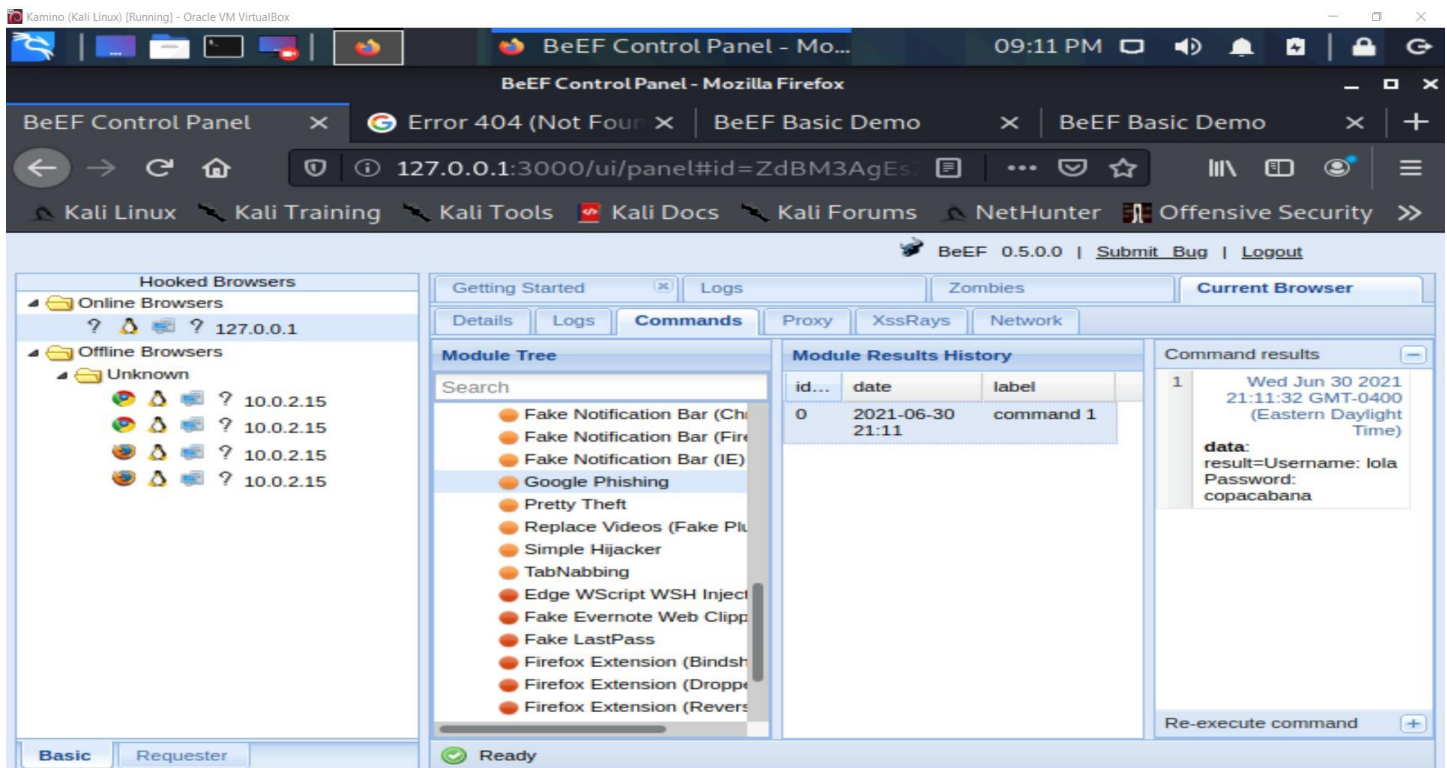 Kamino (Kali Linux) [Running] - Oracle VM VirtualBox
BeEF Control Panel - Mo...
09:11 PM
BeEF Control Panel - Mozilla Firefox
BeEF Control Panel
Error 404 (Not Foun
BeEF Basic Demo
BeEF Basic Demo
127.0.0.1:3000/ui/panel#id=ZdBM3AgEs
Kali Linux
Kali Training
Kali Tools
Kali Docs
Kali Forums
NetHunter
Offensive Security
BeEF 0.5.0.0 | Submit Bug | Logout
Hooked Browsers
Online Browsers
? ? 127.0.0.1
Offline Browsers
Unknown
? 10.0.2.15
? 10.0.2.15
? 10.0.2.15
? 10.0.2.15
Basic
Requester
Getting Started
Logs
Zombies
Current Browser
Details
Logs
Commands
Proxy
XssRays
Network
Module Tree
Search
Fake Notification Bar (Ch
Fake Notification Bar (Fire
Fake Notification Bar (IE)
Google Phishing
Pretty Theft
Replace Videos (Fake Plu
Simple Hijacker
TabNabbing
Edge WScript WSH Inject
Fake Evernote Web Clipp
Fake LastPass
Firefox Extension (Bindsh
Firefox Extension (Droppe
Firefox Extension (Revers
Module Results History
id... date label
0 2021-06-30 command 1
21:11
Command results
1 Wed Jun 30 2021
21:11:32 GMT-0400
(Eastern Daylight
Time)
data:
result=Username: lola
Password:
copacabana
Re-execute command
Ready